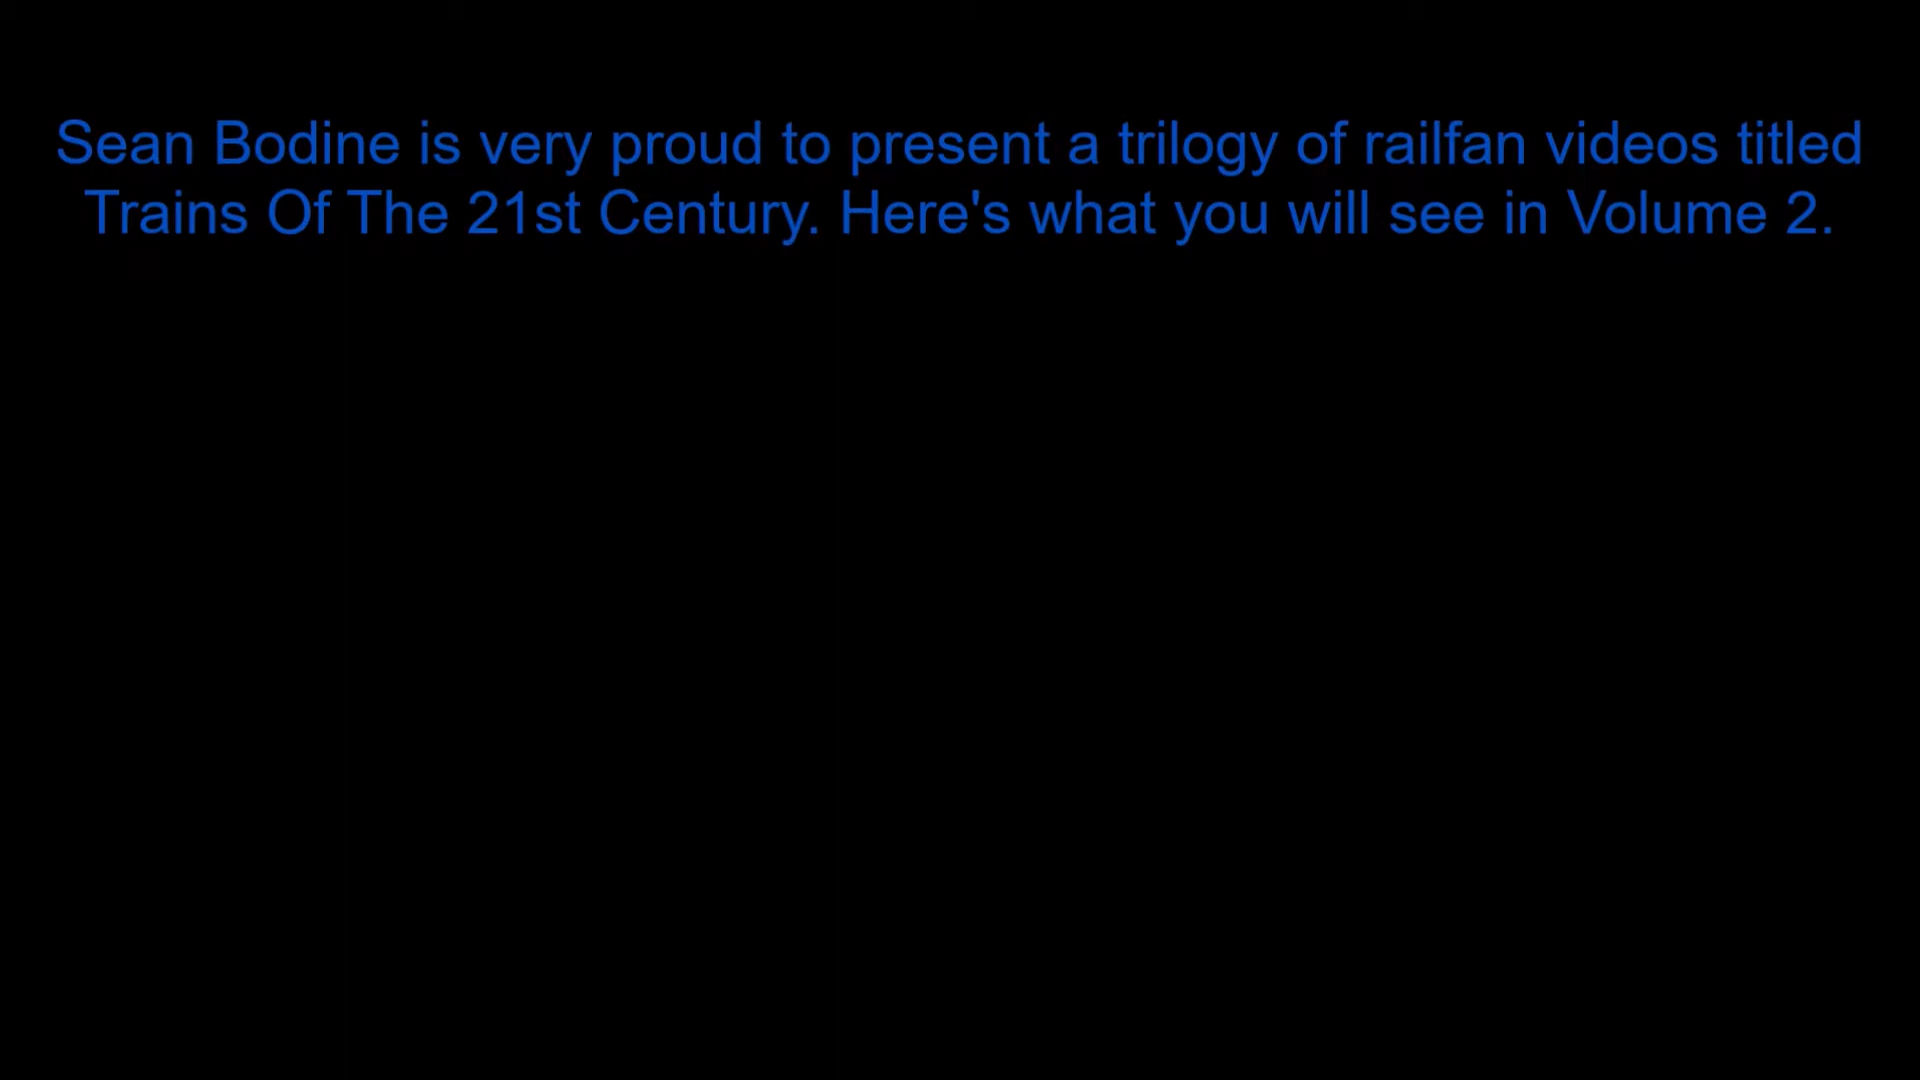 Sean Bodine is very proud to present a trilogy of railfan videos titled
Trains Of The 21st Century. Here's what you will see in Volume 2.